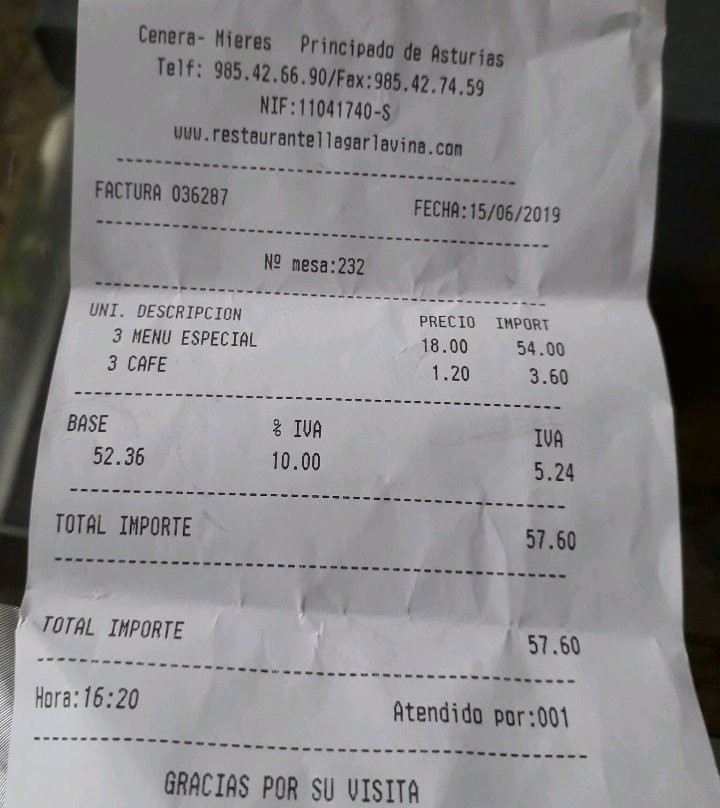 Cenera- Mieres Principado de Asturias
Telf: 985.42.66.90/Fax:985.42.74.59
NIF:11041740-S
www.restaurantellagarlavina.com
FACTURA 036287 FECHA:15/06/2019
Nº mesa:232
UNI. DESCRIPCION PRECIO IMPORT
3 MENU ESPECIAL 18.00 54.00
3 CAFE 1.20 3.60
BASE % IVA IVA
52.36 10.00 5.24
TOTAL IMPORTE 57.60
TOTAL IMPORTE 57.60
Hora:16:20 Atendido por:001
GRACIAS POR SU VISITA